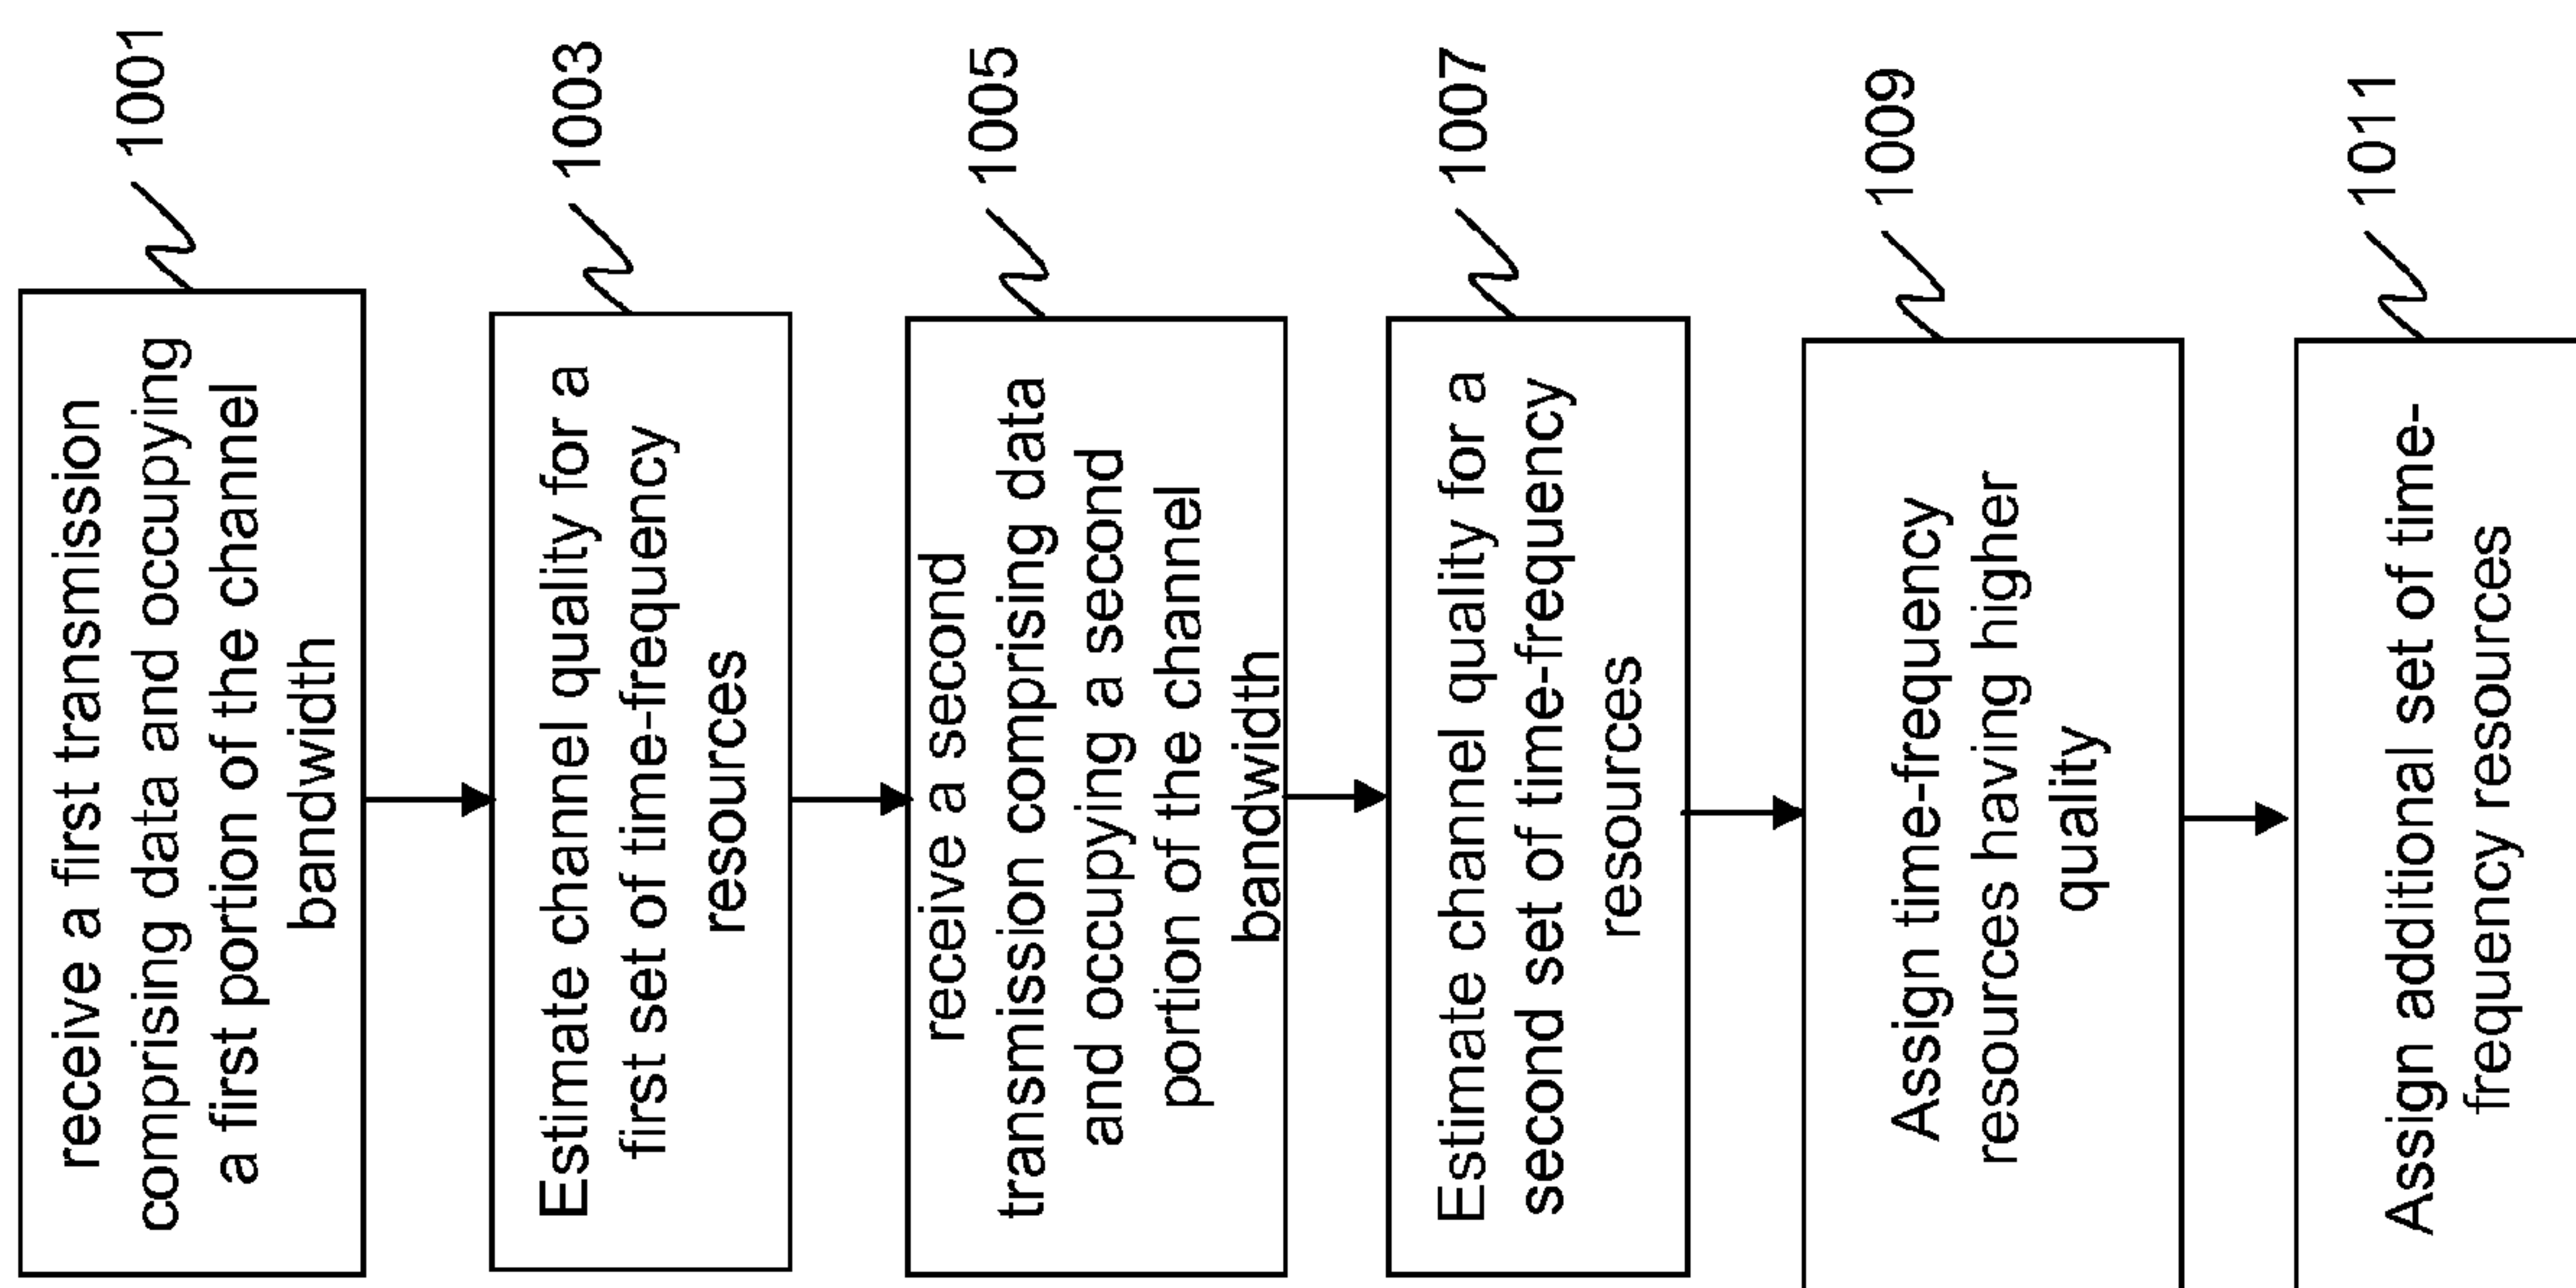 receive a first transmission
comprising data and occupying
a first portion of the channel
bandwidth
1001
Estimate channel quality for a
first set of time-frequency
resources
1003
receive a second
transmission comprising data
and occupying a second
portion of the channel
bandwidth
1005
Estimate channel quality for a
second set of time-frequency
resources
1007
Assign time-frequency
resources having higher
quality
1009
Assign additional set of time-
frequency resources
1011